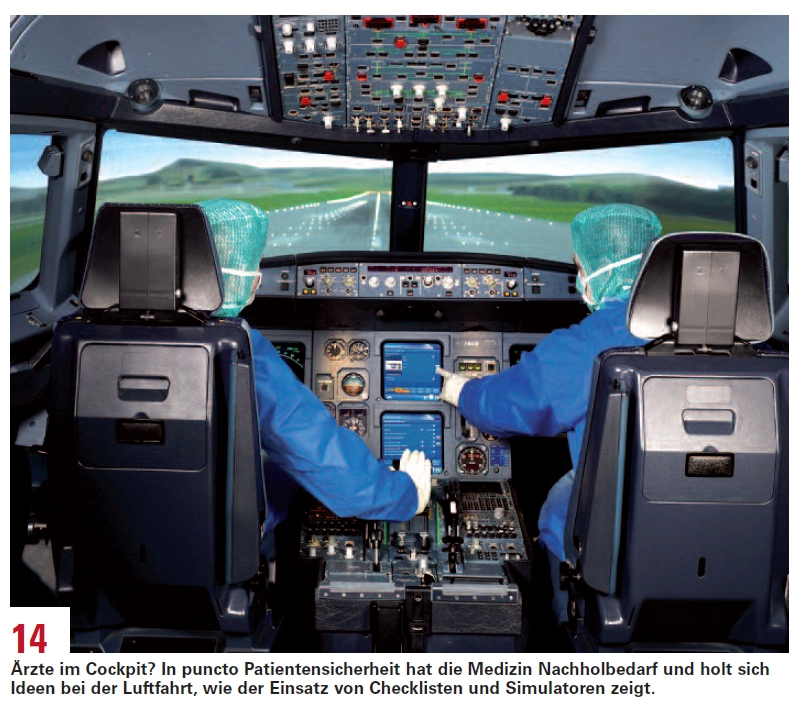 14
Ärzte im Cockpit? In puncto Patientensicherheit hat die Medizin Nachholbedarf und holt sich
Ideen bei der Luftfahrt, wie der Einsatz von Checklisten und Simulatoren zeigt.